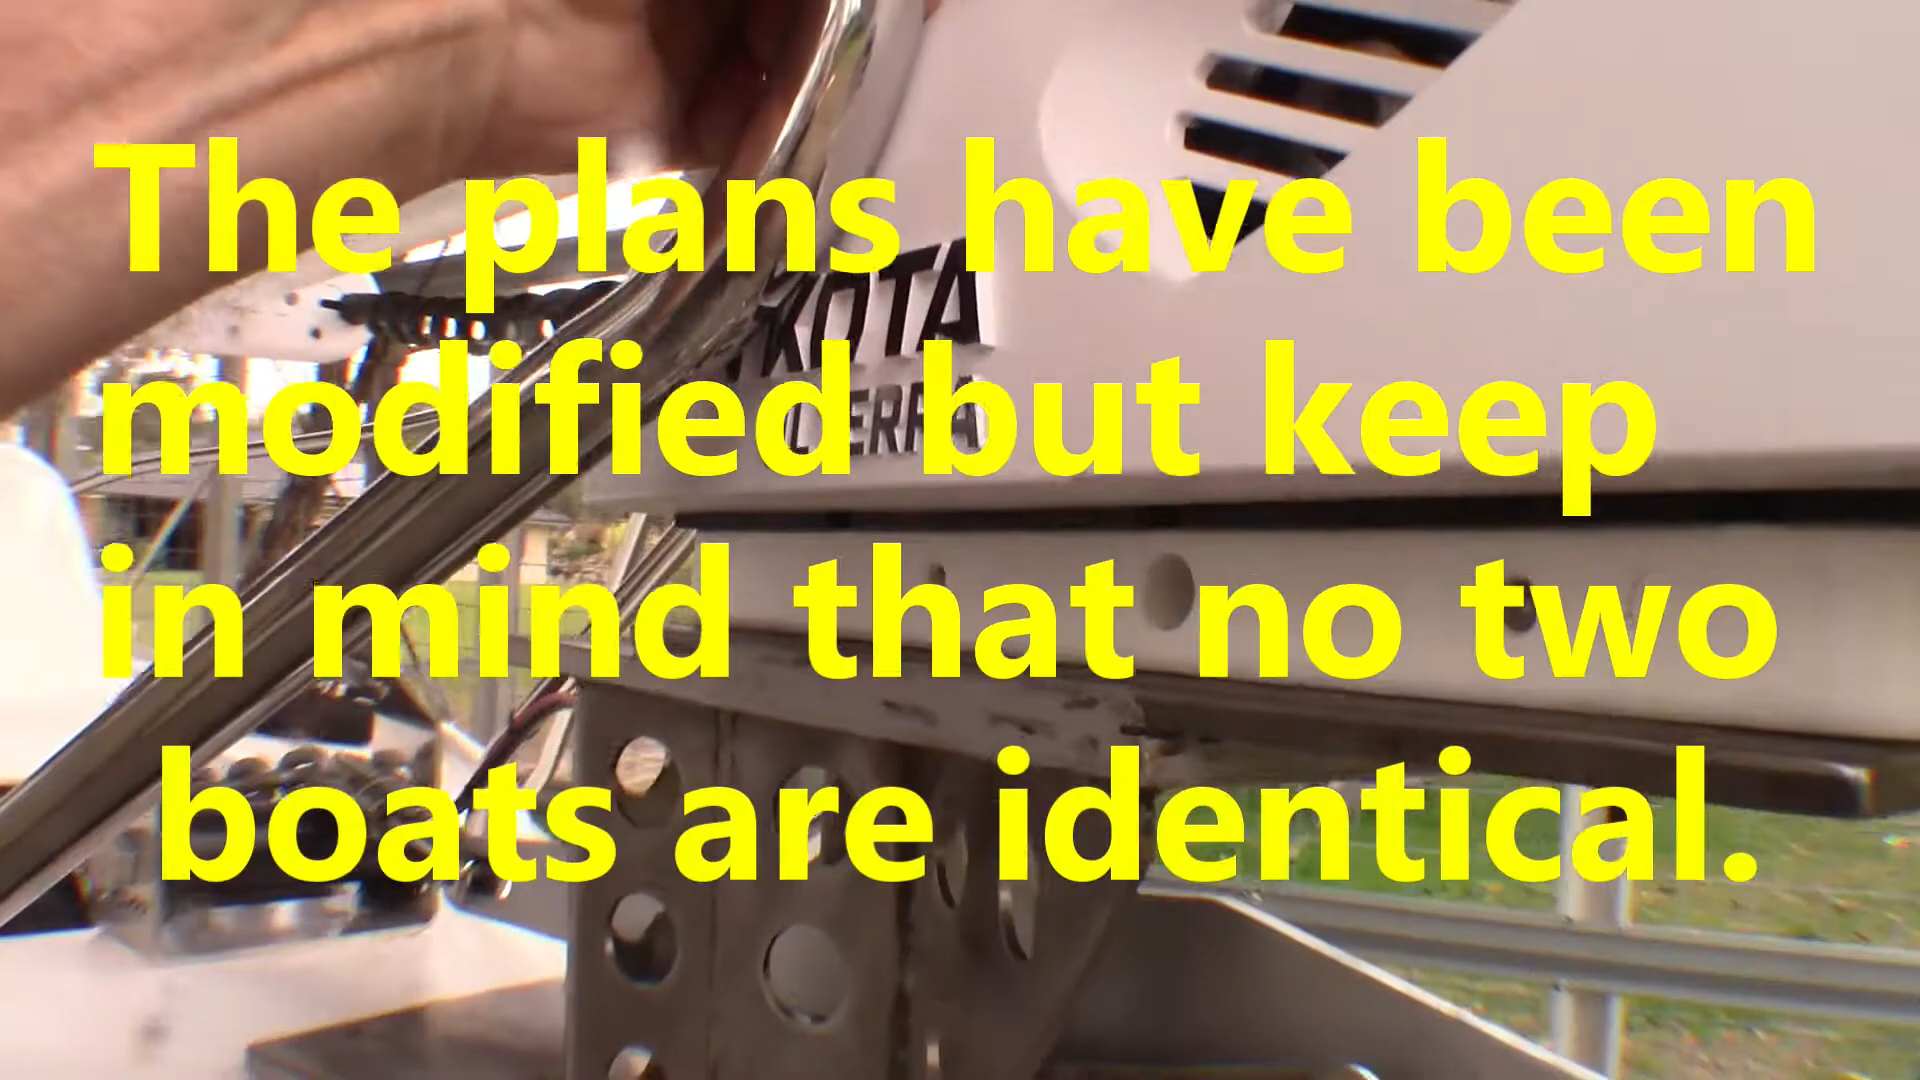 The plans have been
modified but keep
in mind that no two
boats are identical.